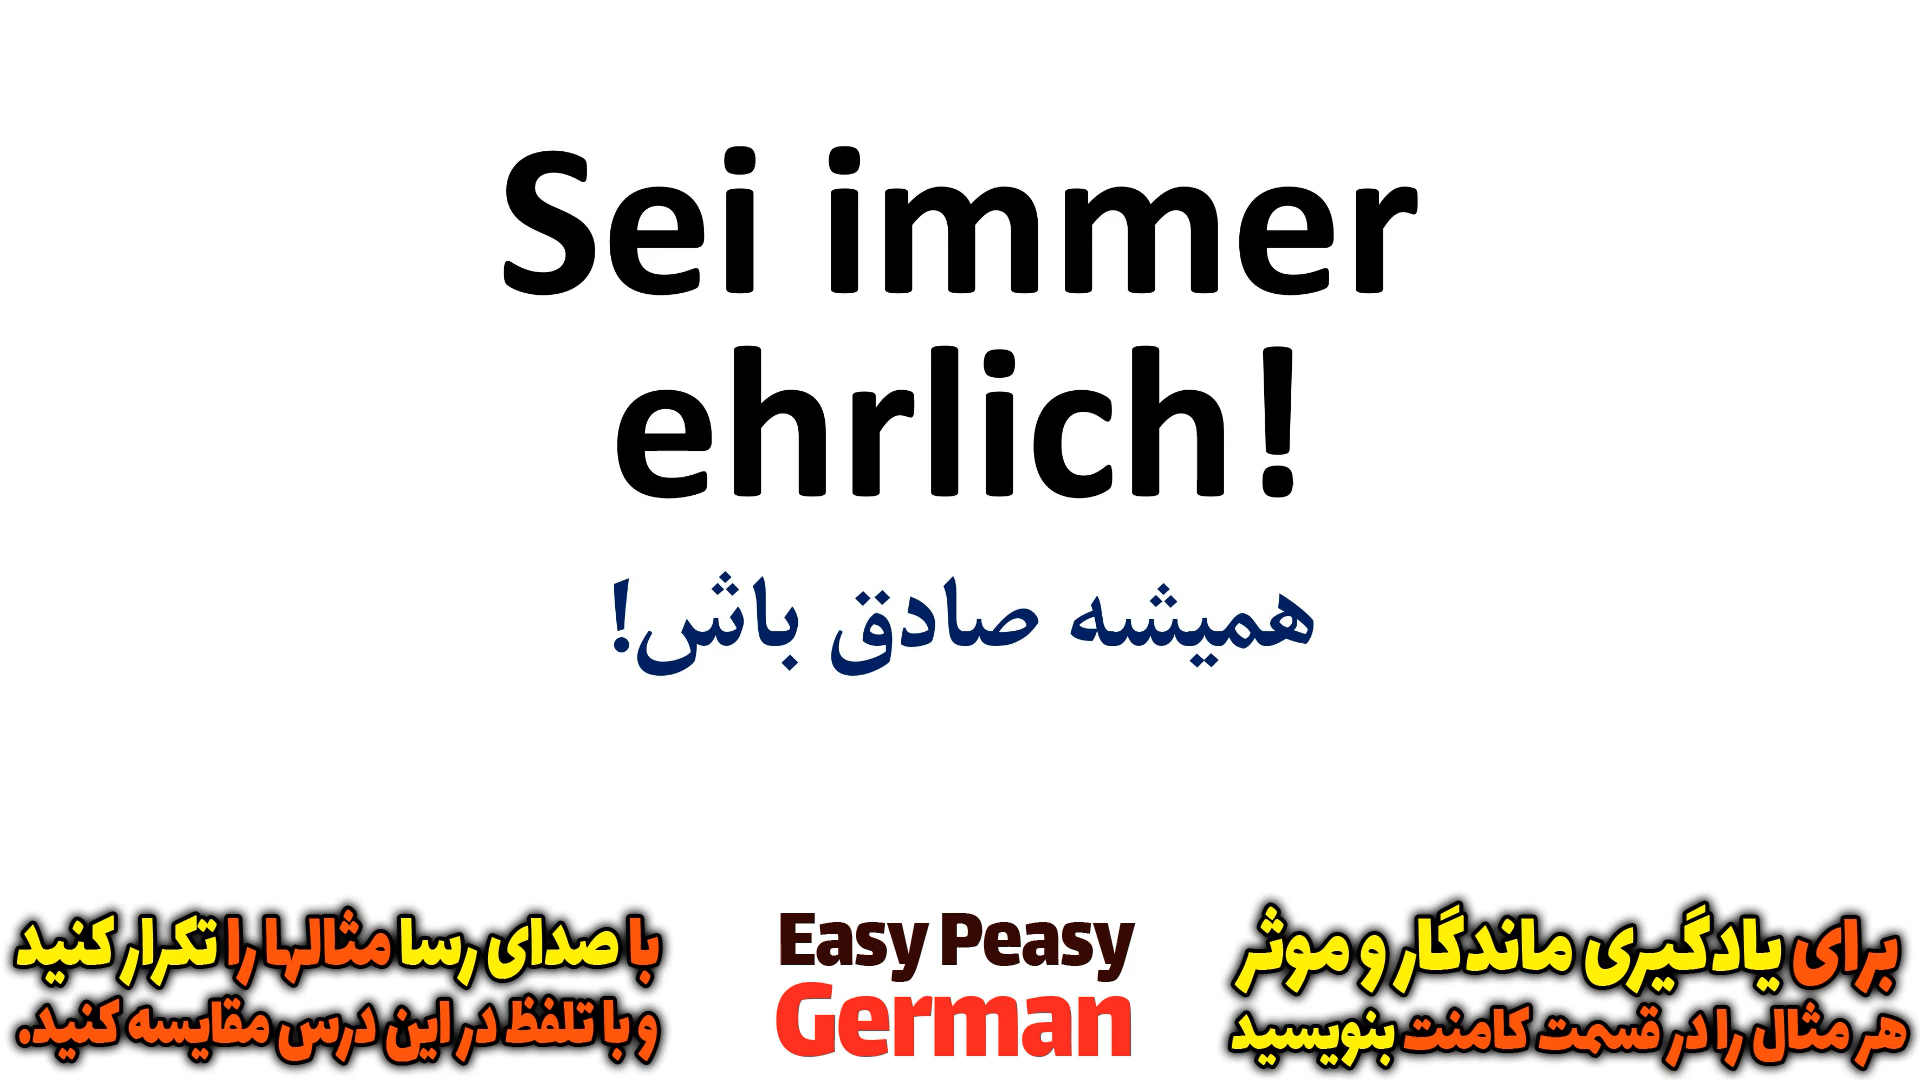 Sei immer
ehrlich!
همیشه صادق باش!
برای یادگیری ماندگار و موثر
هر مثال را در قسمت کامنت بنویسید
Easy Peasy
German
با صدای رسا مثالها را تکرار کنید
و با تلفظ در این درس مقایسه کنید.